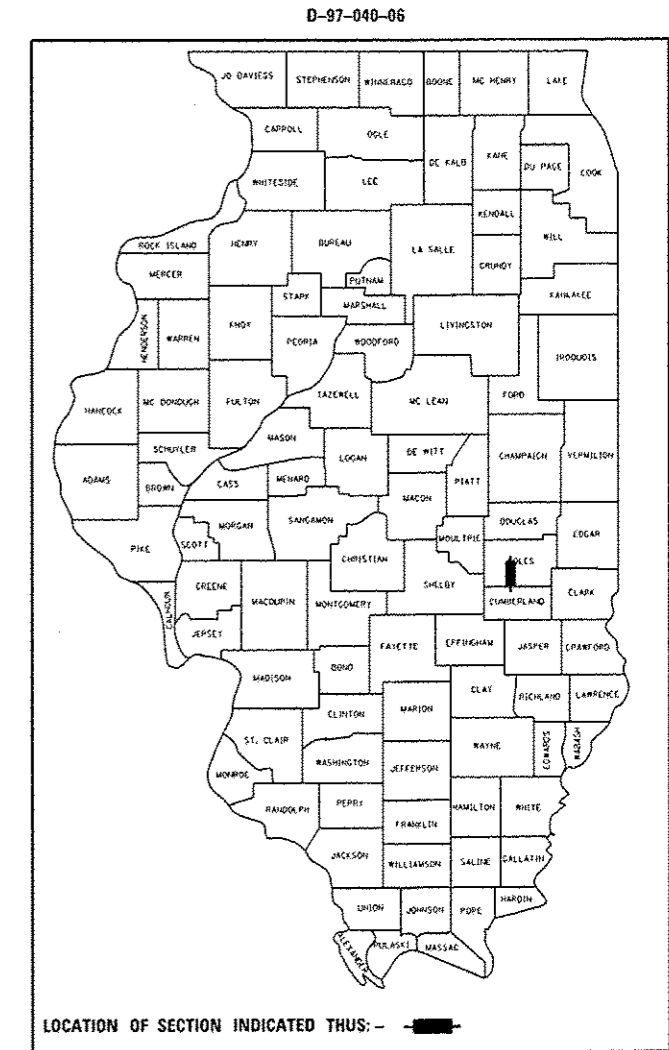 D-97-040-06
JO DAVIESS STEPHENSON WINNEBAGO BOONE MC HENRY LAKE
CARROLL OGLE
DE KALB KANE DU PAGE COOK
WHITESIDE LEE
KENDALL
ROCK ISLAND HENRY BUREAU LA SALLE GRUNDY WILL
MERCER PUTNAM
STARK MARSHALL KANKAKEE
HENDERSON WARREN KNOX PEORIA WOODFORD LIVINGSTON
IROQUOIS
HANCOCK MC DONOUGH FULTON TAZEWELL MC LEAN FORD
MASON
SCHUYLER LOGAN DE WITT CHAMPAIGN VERMILION
ADAMS BROWN CASS MENARD MACON PIATT
PIKE SCOTT MORGAN SANGAMON CHRISTIAN MOULTRIE DOUGLAS EDGAR
SHELBY COLES
CALHOUN GREENE MACOUPIN MONTGOMERY CUMBERLAND CLARK
JERSEY FAYETTE EFFINGHAM JASPER CRAWFORD
MADISON BOND
CLAY RICHLAND LAWRENCE
CLINTON MARION
ST. CLAIR WAYNE EDWARDS WABASH
MONROE WASHINGTON JEFFERSON
RANDOLPH PERRY HAMILTON WHITE
FRANKLIN
JACKSON WILLIAMSON SALINE GALLATIN
UNION JOHNSON POPE HARDIN
ALEXANDER PULASKI MASSAC
LOCATION OF SECTION INDICATED THUS: -